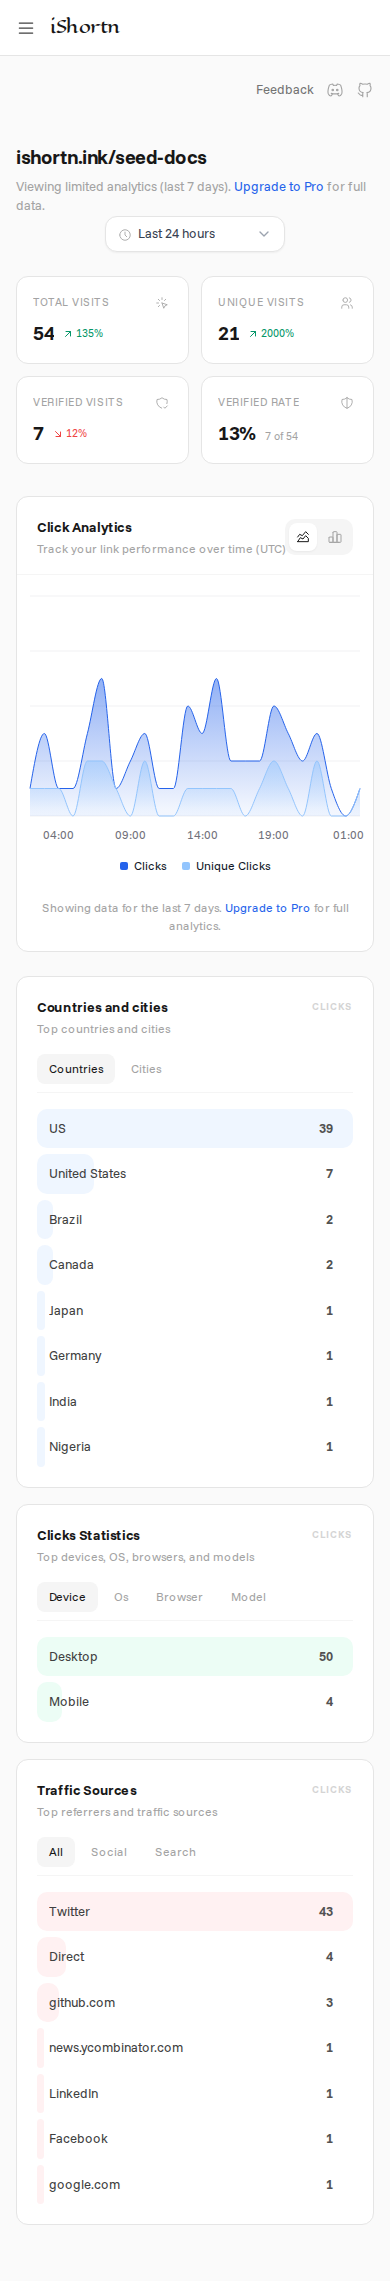 iShortn
Feedback
ishortn.ink/seed-docs
Viewing limited analytics (last 7 days). Upgrade to Pro for full
data.
Last 24 hours
TOTAL VISITS
54 135%
UNIQUE VISITS
21 2000%
VERIFIED VISITS
7 12%
VERIFIED RATE
13% 7 of 54
Click Analytics
Track your link performance over time (UTC)
04:00 09:00 14:00 19:00 01:00
Clicks Unique Clicks
Showing data for the last 7 days. Upgrade to Pro for full
analytics.
Countries and cities CLICKS
Top countries and cities
Countries Cities
US 39
United States 7
Brazil 2
Canada 2
Japan 1
Germany 1
India 1
Nigeria 1
Clicks Statistics CLICKS
Top devices, OS, browsers, and models
Device Os Browser Model
Desktop 50
Mobile 4
Traffic Sources CLICKS
Top referrers and traffic sources
All Social Search
Twitter 43
Direct 4
github.com 3
news.ycombinator.com 1
LinkedIn 1
Facebook 1
google.com 1